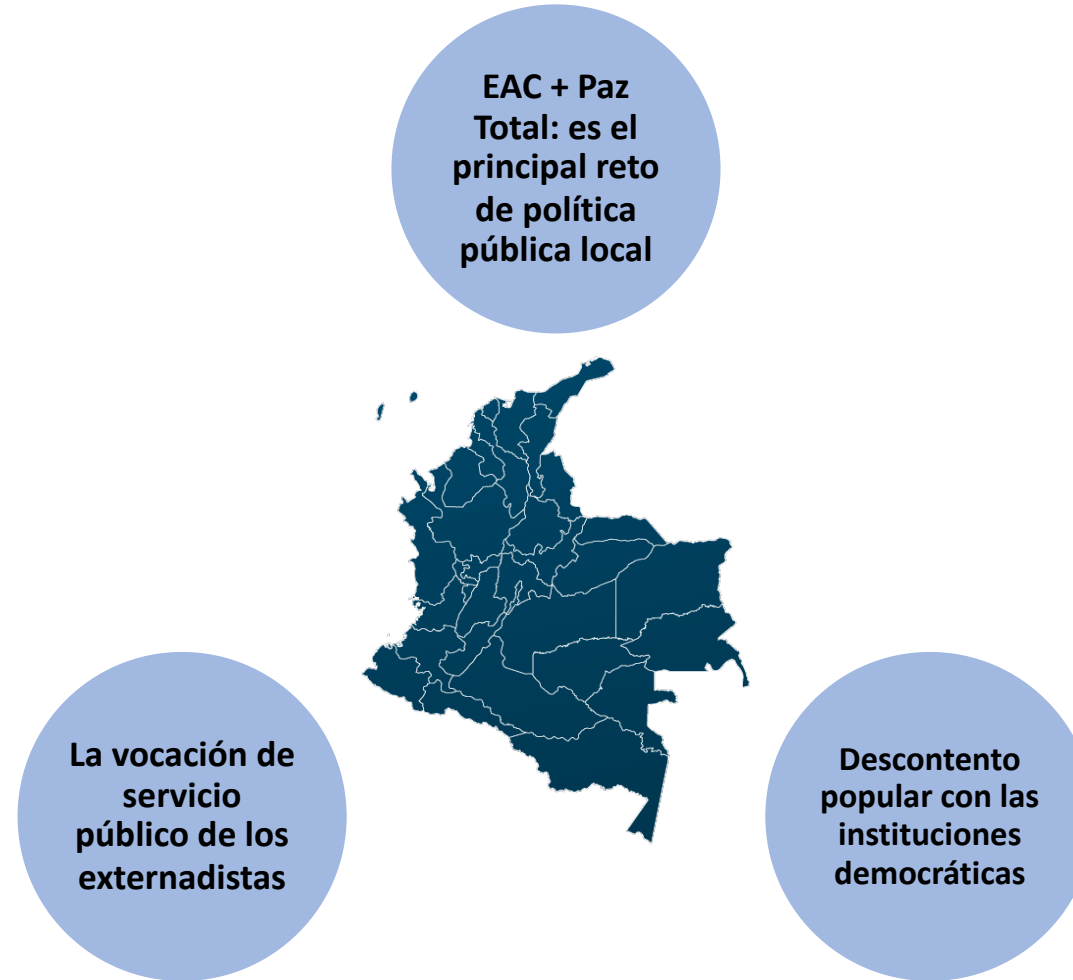 EAC + Paz
Total: es el
principal reto
de política
pública local
La vocación de
servicio
público de los
externadistas
Descontento
popular con las
instituciones
democráticas